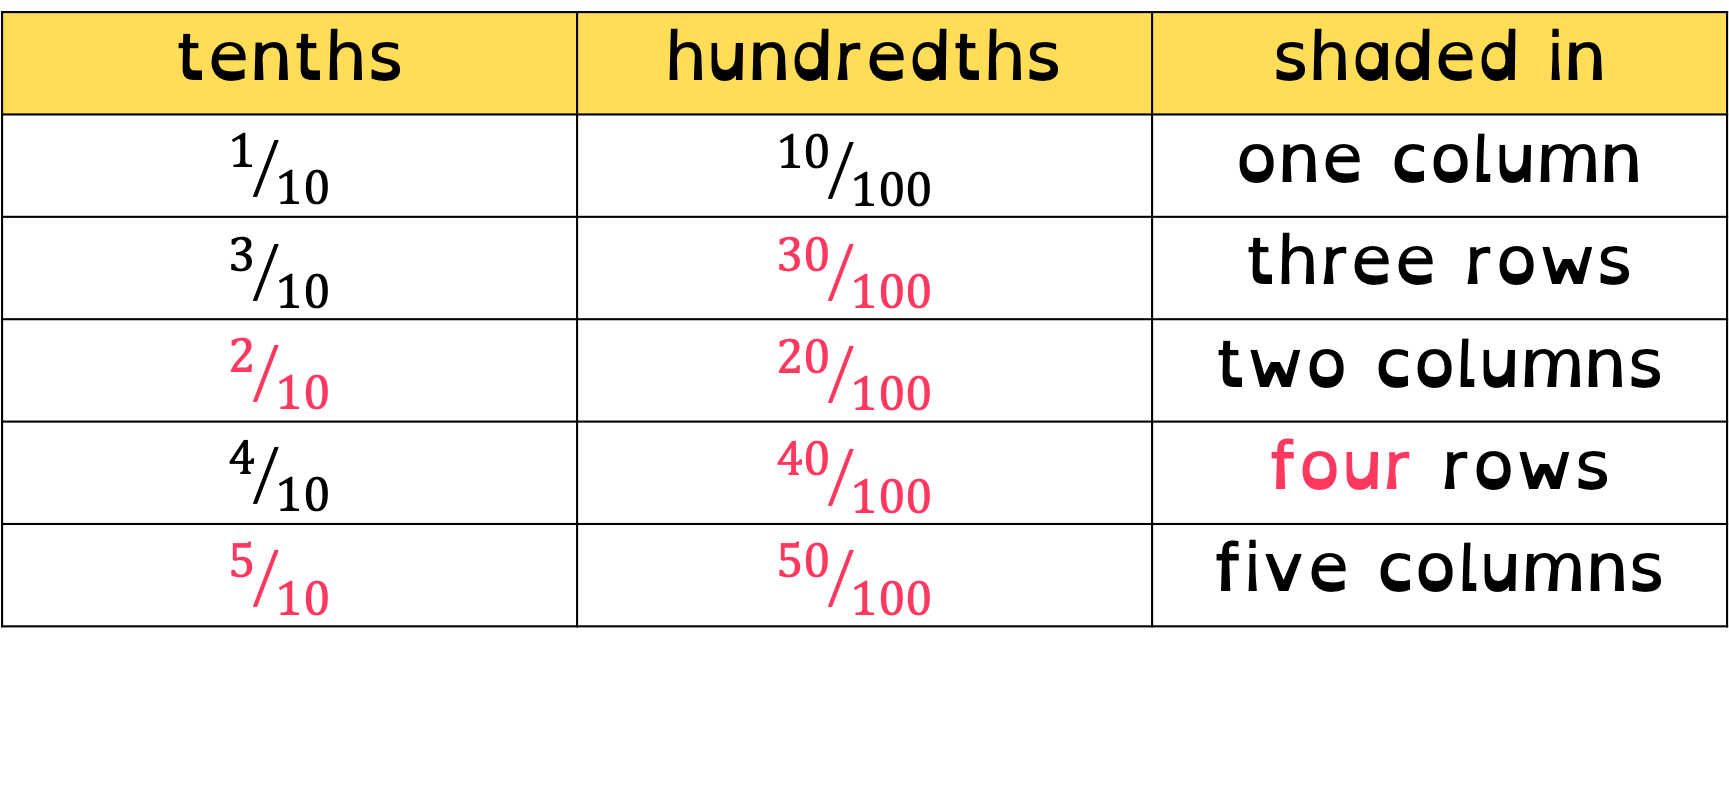 tenths hundredths shaded in
1/10 10/100 one column
3/10 30/100 three rows
2/10 20/100 two columns
4/10 40/100 four rows
5/10 50/100 five columns